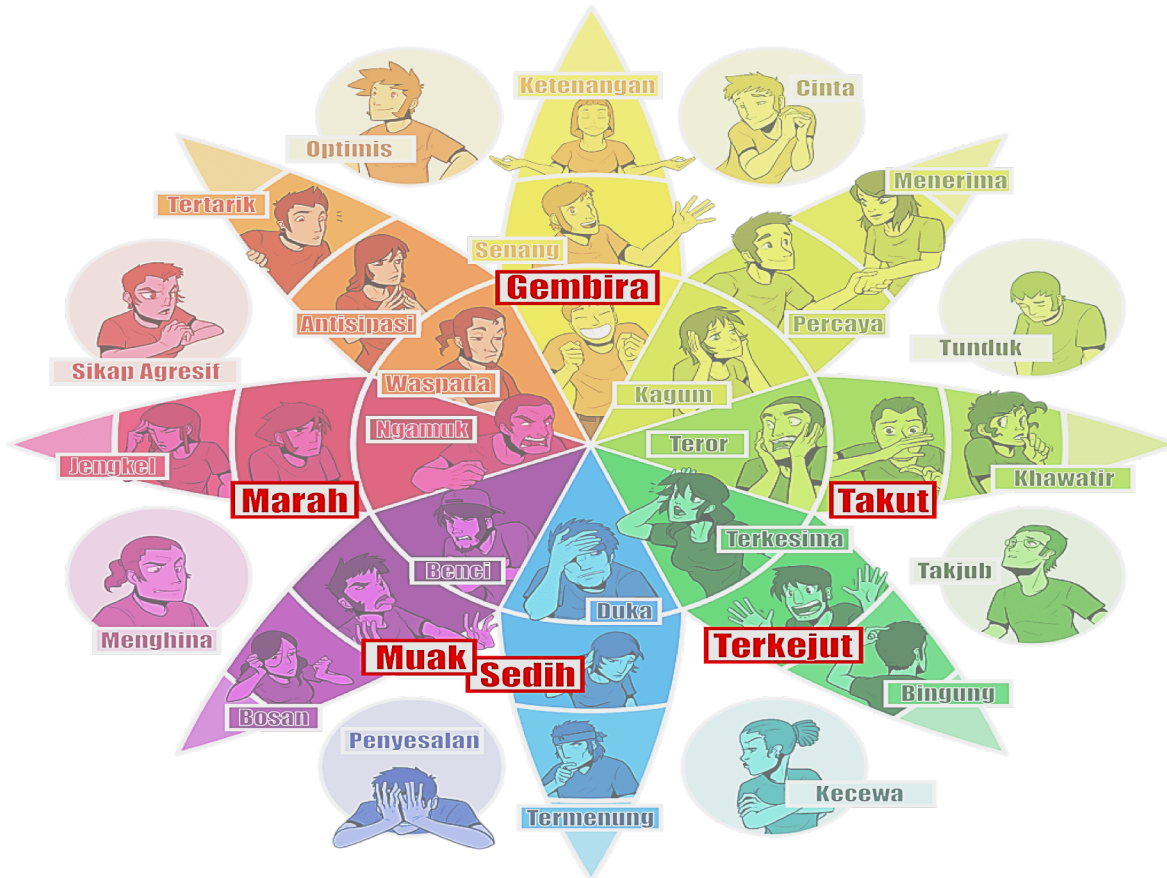 Ketenangan
Cinta
Optimis
Menerima
Tertarik
Senang
Gembira
Antisipasi
Percaya
Tunduk
Sikap Agresif
Waspada
Kagum
Ngamuk
Teror
Jengkel
Khawatir
Marah
Takut
Terkesima
Takjub
Benci
Duka
Menghina
Terkejut
Muak
Sedih
Bingung
Bosan
Penyesalan
Kecewa
Termenung